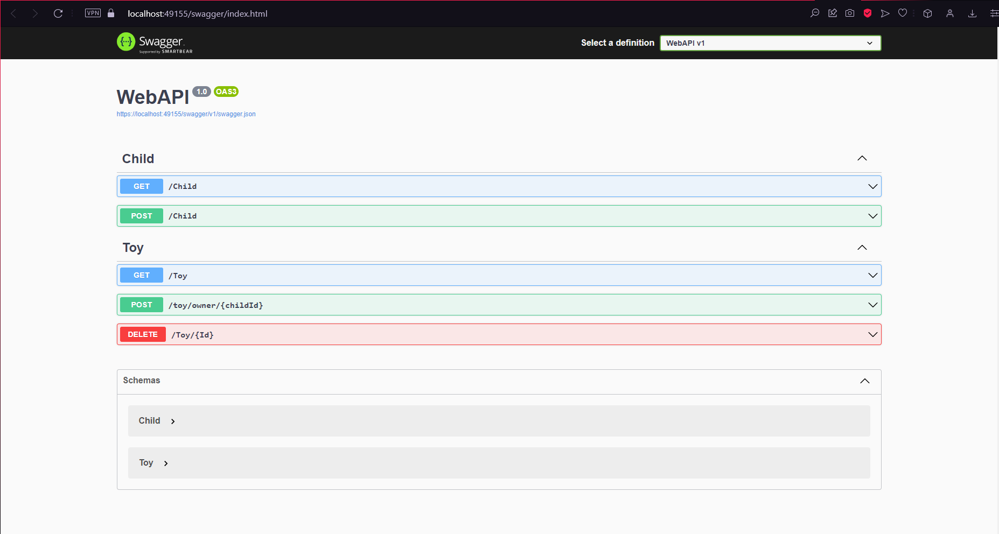 VPN
localhost:49155/swagger/index.html
{···} Swagger.
Supported by SMARTBEAR
Select a definition
WebAPI v1
WebAPI 1.0 OAS3
https://localhost:49155/swagger/v1/swagger.json
Child
GET /Child
POST /Child
Toy
GET /Toy
POST /toy/owner/{childId}
DELETE /Toy/{Id}
Schemas
Child
Toy